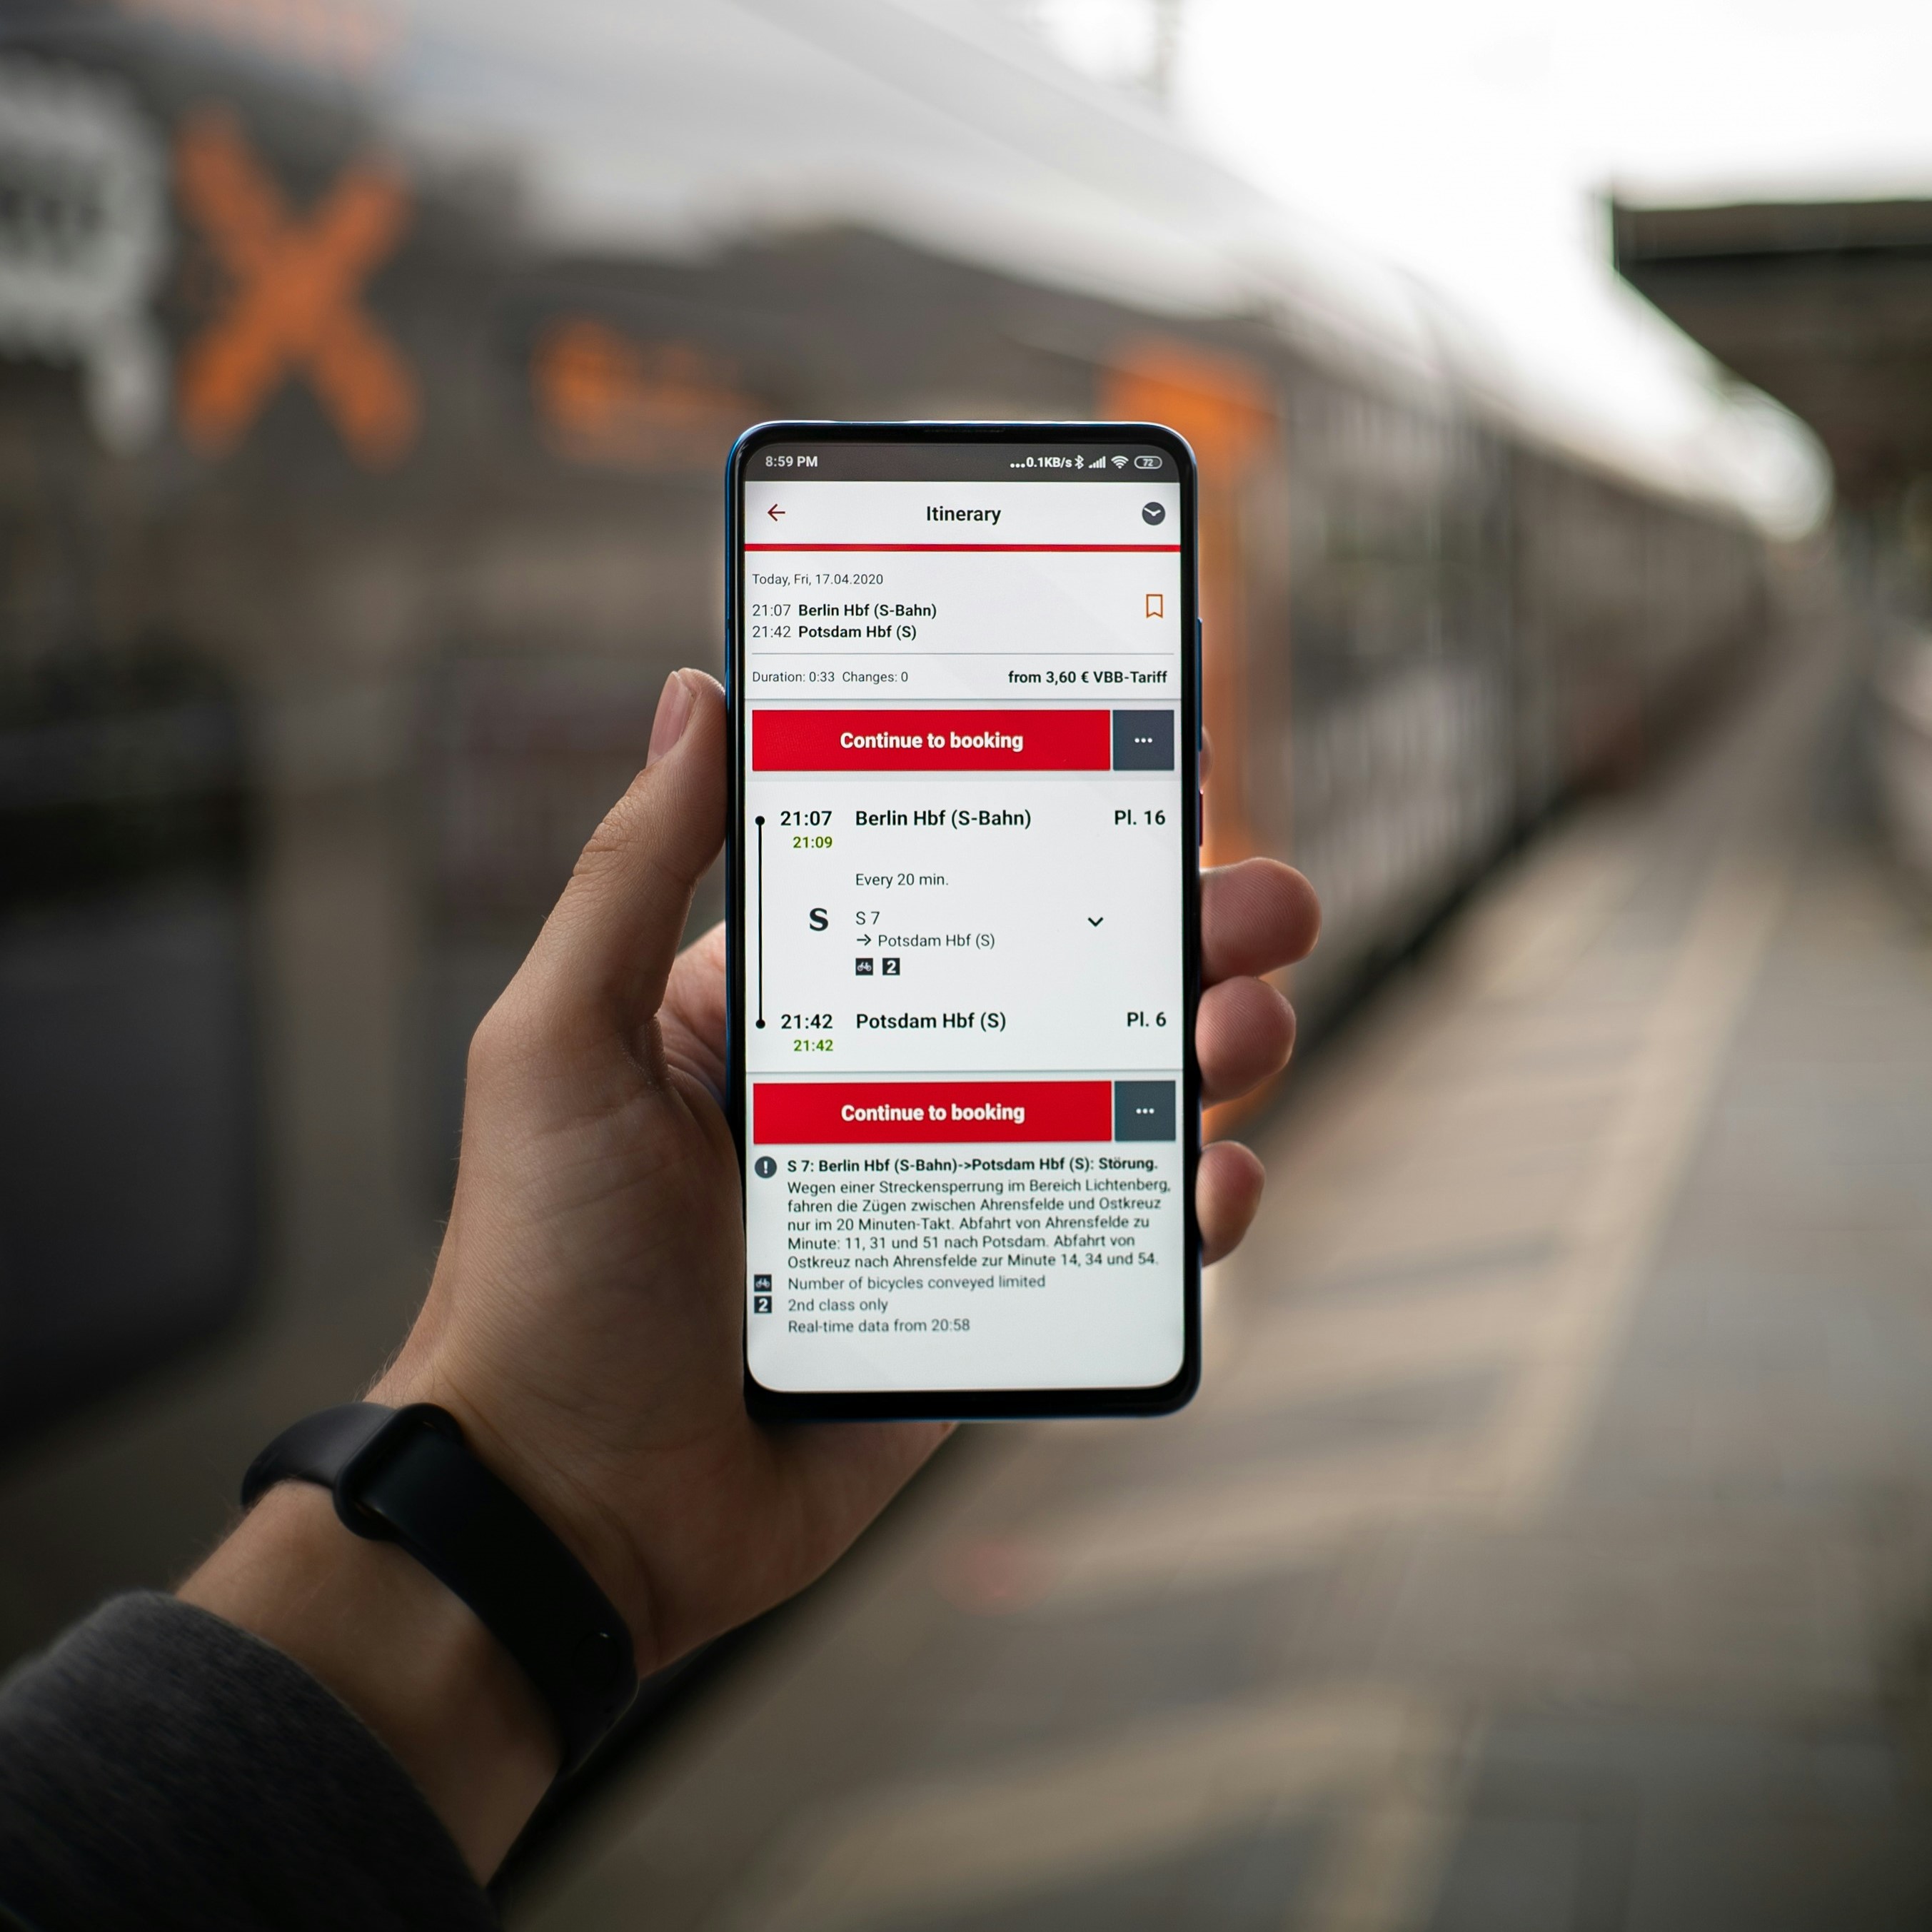 8:59 PM ...0.1KB/s 72
Itinerary
Today, Fri, 17.04.2020
21:07 Berlin Hbf (S-Bahn)
21:42 Potsdam Hbf (S)
Duration: 0:33 Changes: 0 from 3,60 € VBB-Tariff
Continue to booking ...
21:07 Berlin Hbf (S-Bahn) Pl. 16
21:09
Every 20 min.
S S 7
→ Potsdam Hbf (S)
2
21:42 Potsdam Hbf (S) Pl. 6
21:42
Continue to booking ...
! S 7: Berlin Hbf (S-Bahn)->Potsdam Hbf (S): Störung.
Wegen einer Streckensperrung im Bereich Lichtenberg,
fahren die Zügen zwischen Ahrensfelde und Ostkreuz
nur im 20 Minuten-Takt. Abfahrt von Ahrensfelde zu
Minute: 11, 31 und 51 nach Potsdam. Abfahrt von
Ostkreuz nach Ahrensfelde zur Minute 14, 34 und 54.
Number of bicycles conveyed limited
2 2nd class only
Real-time data from 20:58